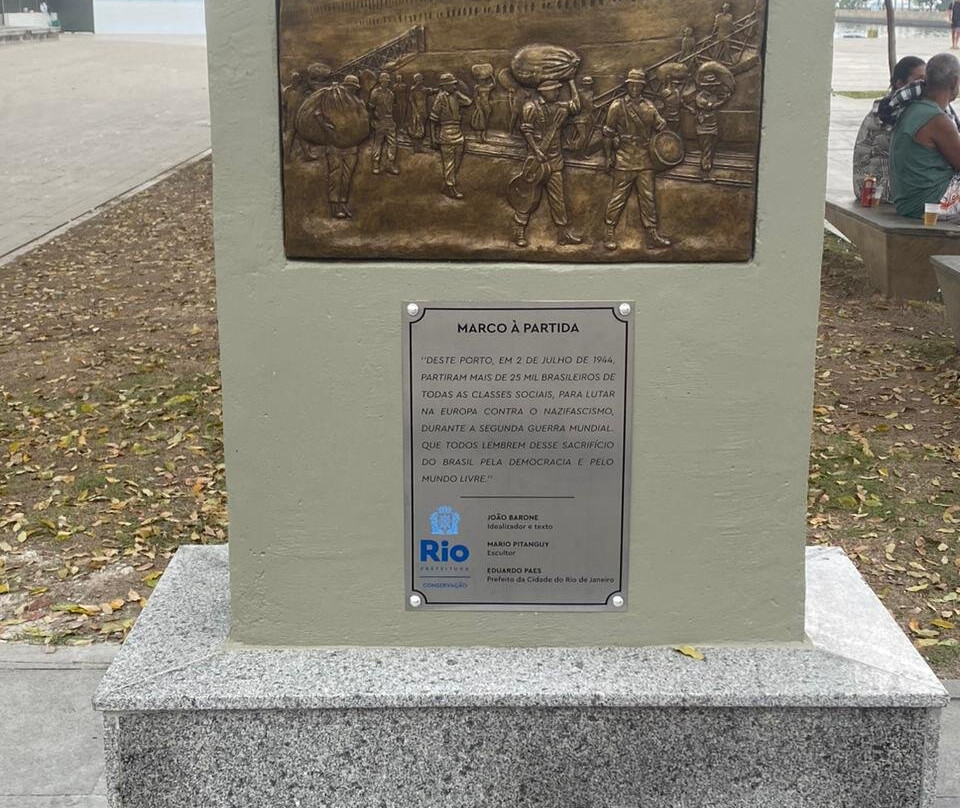 MARCO À PARTIDA
"DESTE PORTO, EM 2 DE JULHO DE 1944,
PARTIRAM MAIS DE 25 MIL BRASILEIROS DE
TODAS AS CLASSES SOCIAIS, PARA LUTAR
NA EUROPA CONTRA O NAZIFASCISMO,
DURANTE A SEGUNDA GUERRA MUNDIAL.
QUE TODOS LEMBREM DESSE SACRIFÍCIO
DO BRASIL PELA DEMOCRACIA E PELO
MUNDO LIVRE."
Rio
PREFEITURA
CONSERVAÇÃO
JOÃO BARONE
Idealizador e texto
MARIO PITANGUY
Escultor
EDUARDO PAES
Prefeito da Cidade do Rio de Janeiro